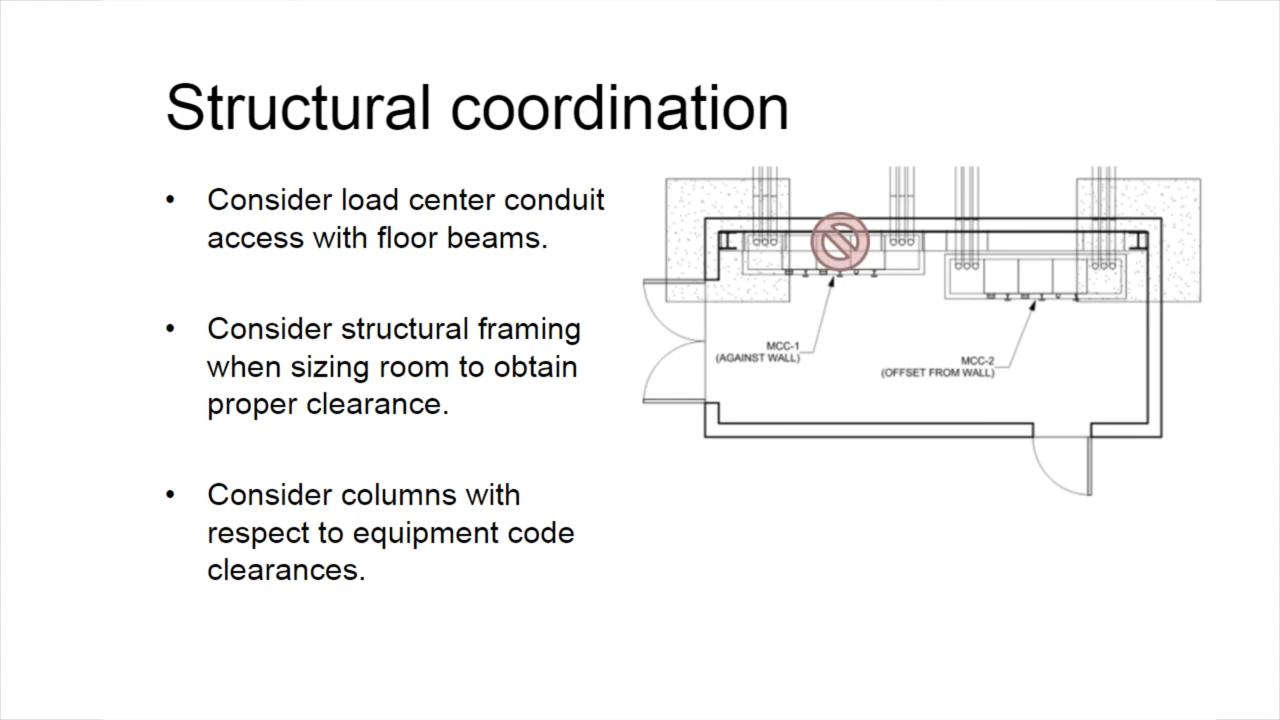 Structural coordination
• Consider load center conduit
access with floor beams.
• Consider structural framing
when sizing room to obtain
proper clearance.
• Consider columns with
respect to equipment code
clearances.
MCC-1
(AGAINST WALL)
MCC-2
(OFFSET FROM WALL)